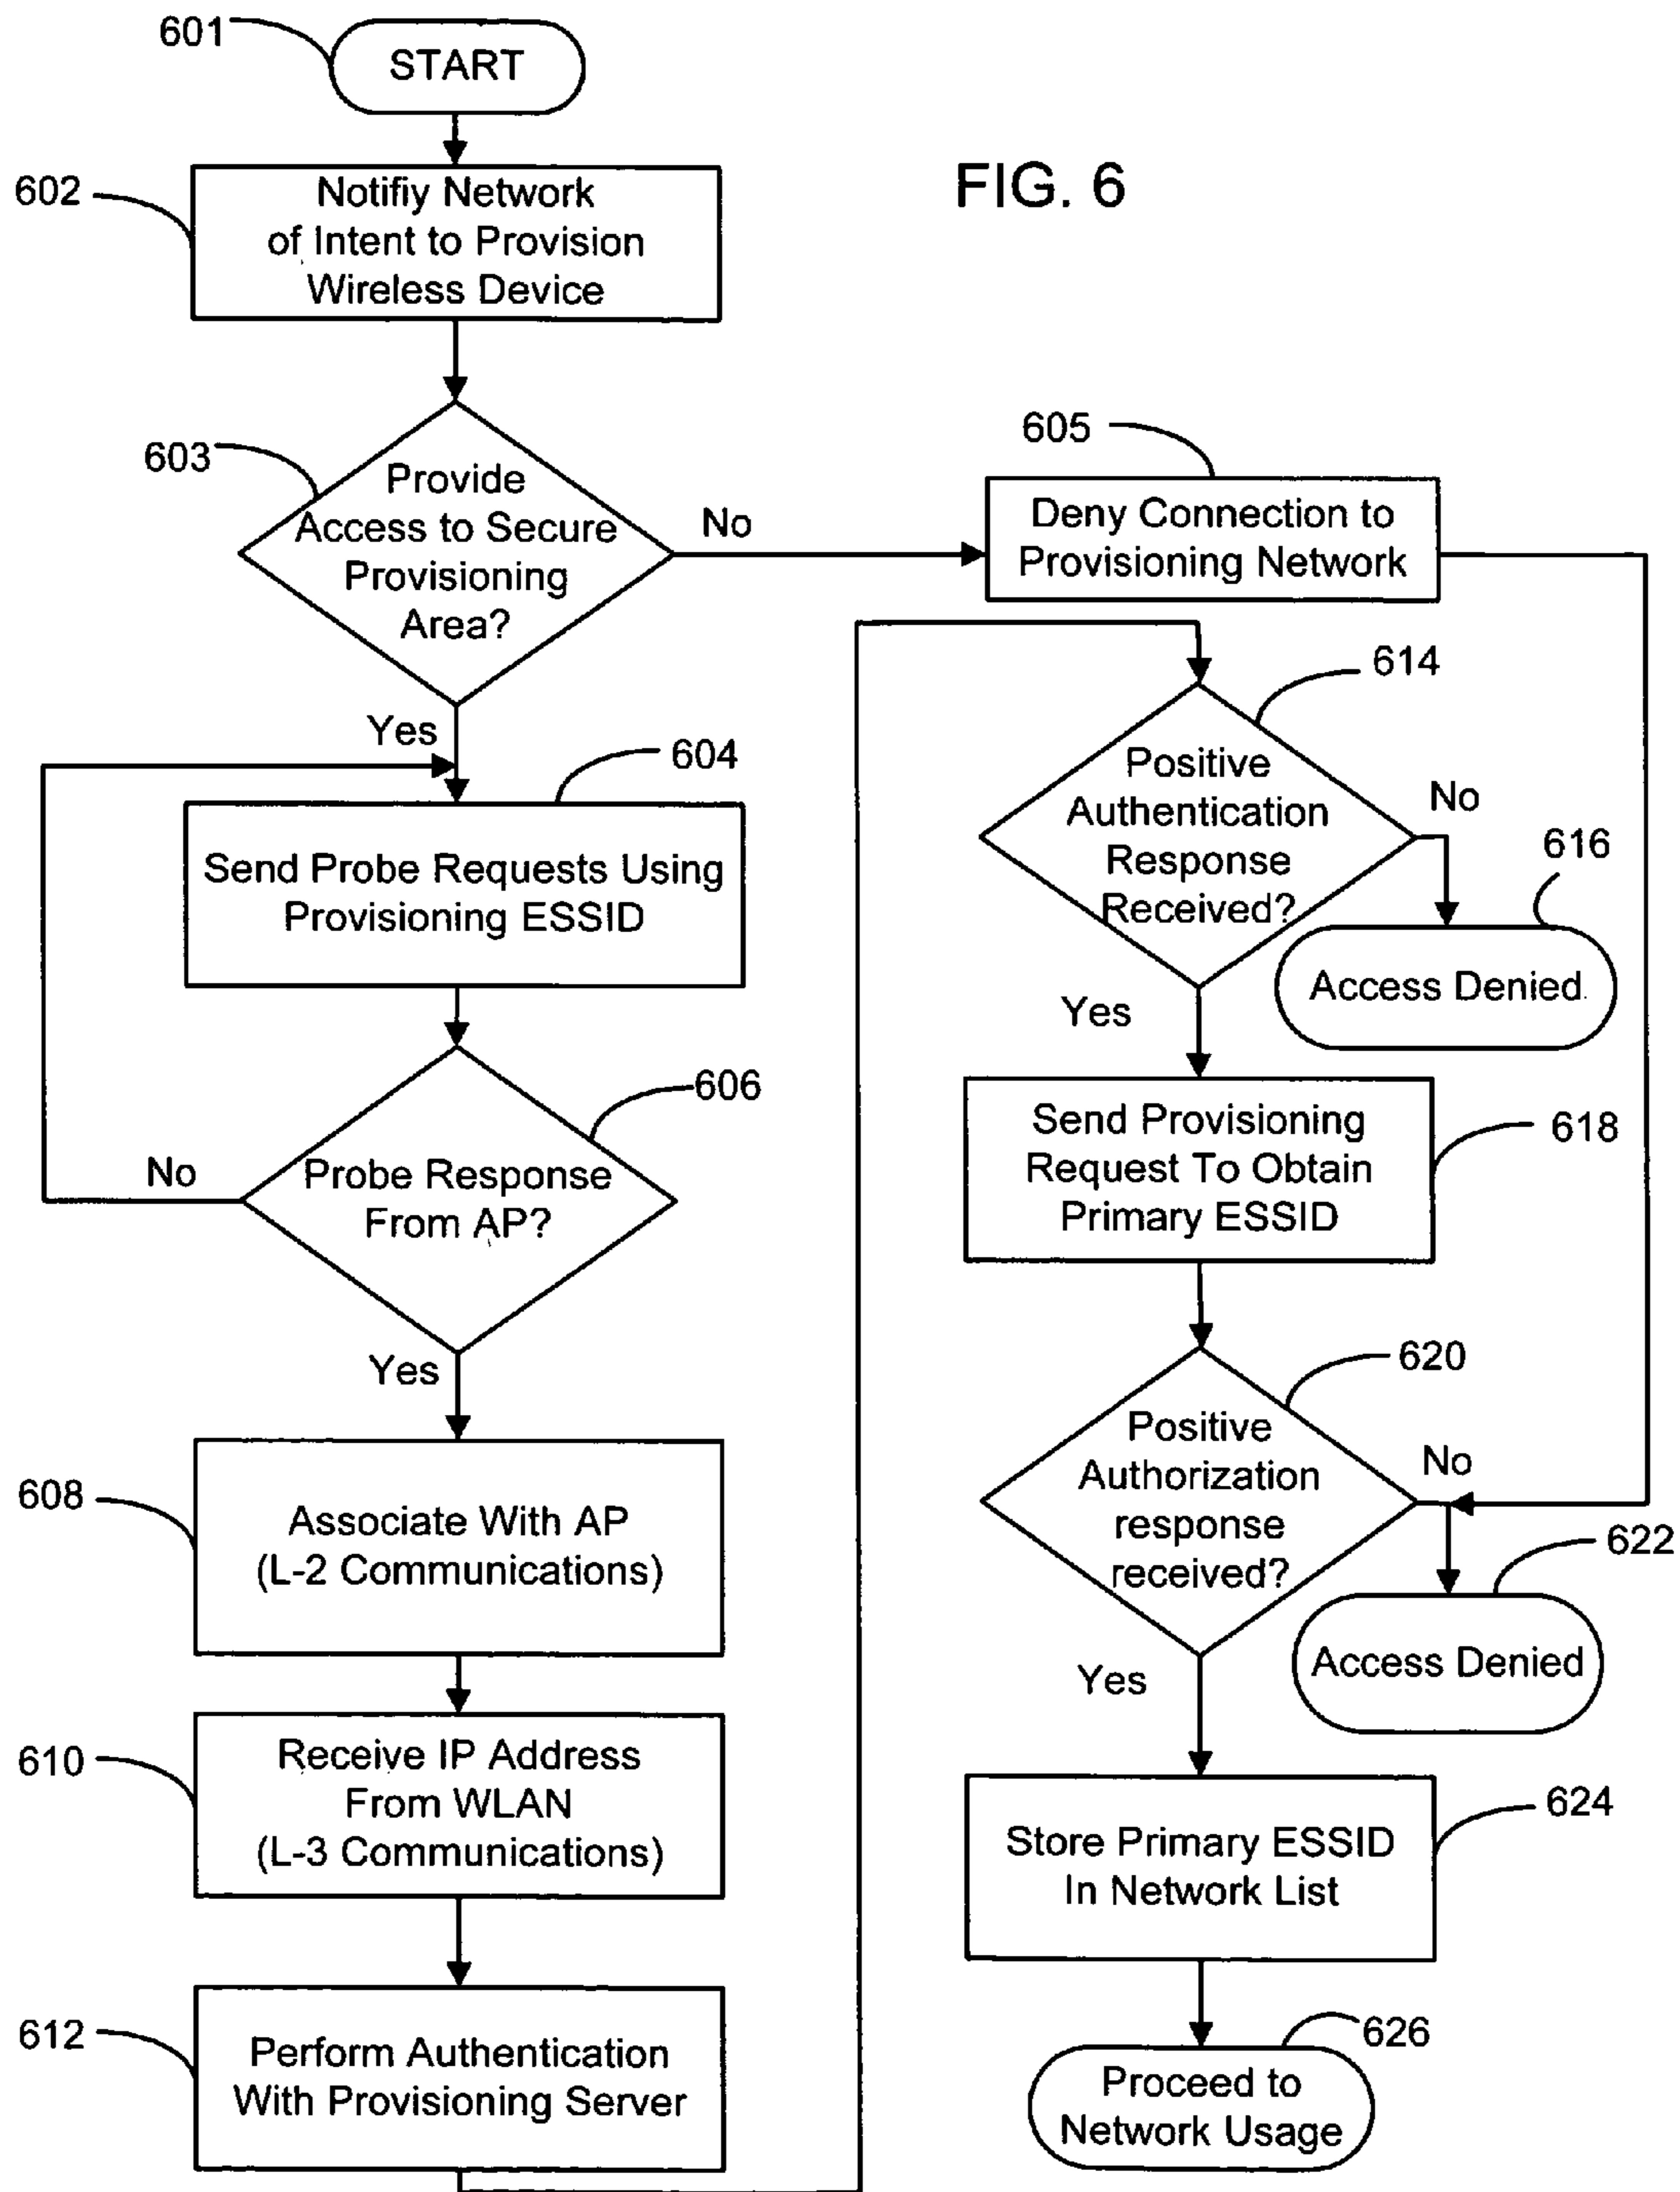 601
START
FIG. 6
602
Notifiy Network
of Intent to Provision
Wireless Device
603
Provide
Access to Secure
Provisioning
Area?
No
Yes
605
Deny Connection to
Provisioning Network
604
Send Probe Requests Using
Provisioning ESSID
606
Probe Response
From AP?
No
Yes
608
Associate With AP
(L-2 Communications)
610
Receive IP Address
From WLAN
(L-3 Communications)
612
Perform Authentication
With Provisioning Server
614
Positive
Authentication
Response
Received?
No
616
Access Denied
Yes
618
Send Provisioning
Request To Obtain
Primary ESSID
620
Positive
Authorization
response
received?
No
622
Access Denied
Yes
624
Store Primary ESSID
In Network List
626
Proceed to
Network Usage